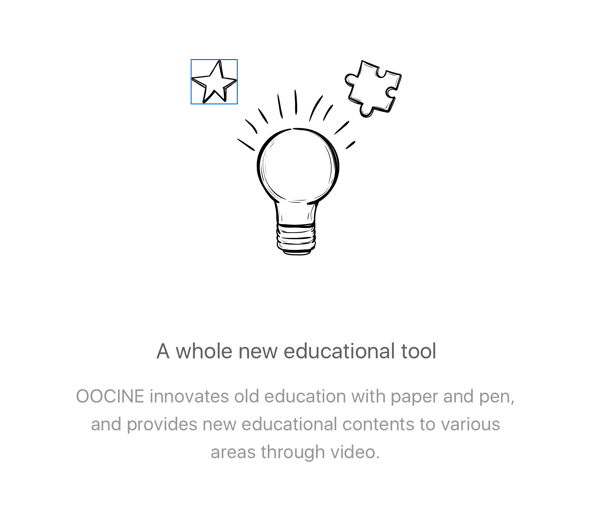 A whole new educational tool
OOCINE innovates old education with paper and pen,
and provides new educational contents to various
areas through video.